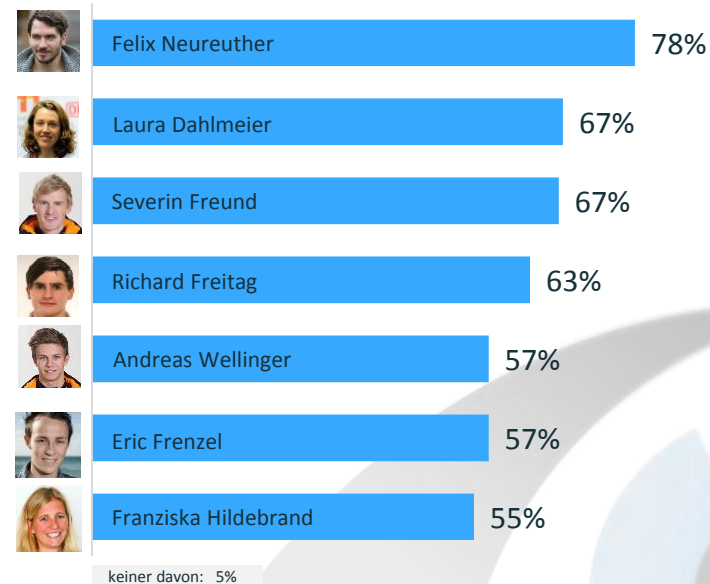 Felix Neureuther 78%
Laura Dahlmeier 67%
Severin Freund 67%
Richard Freitag 63%
Andreas Wellinger 57%
Eric Frenzel 57%
Franziska Hildebrand 55%
keiner davon: 5%